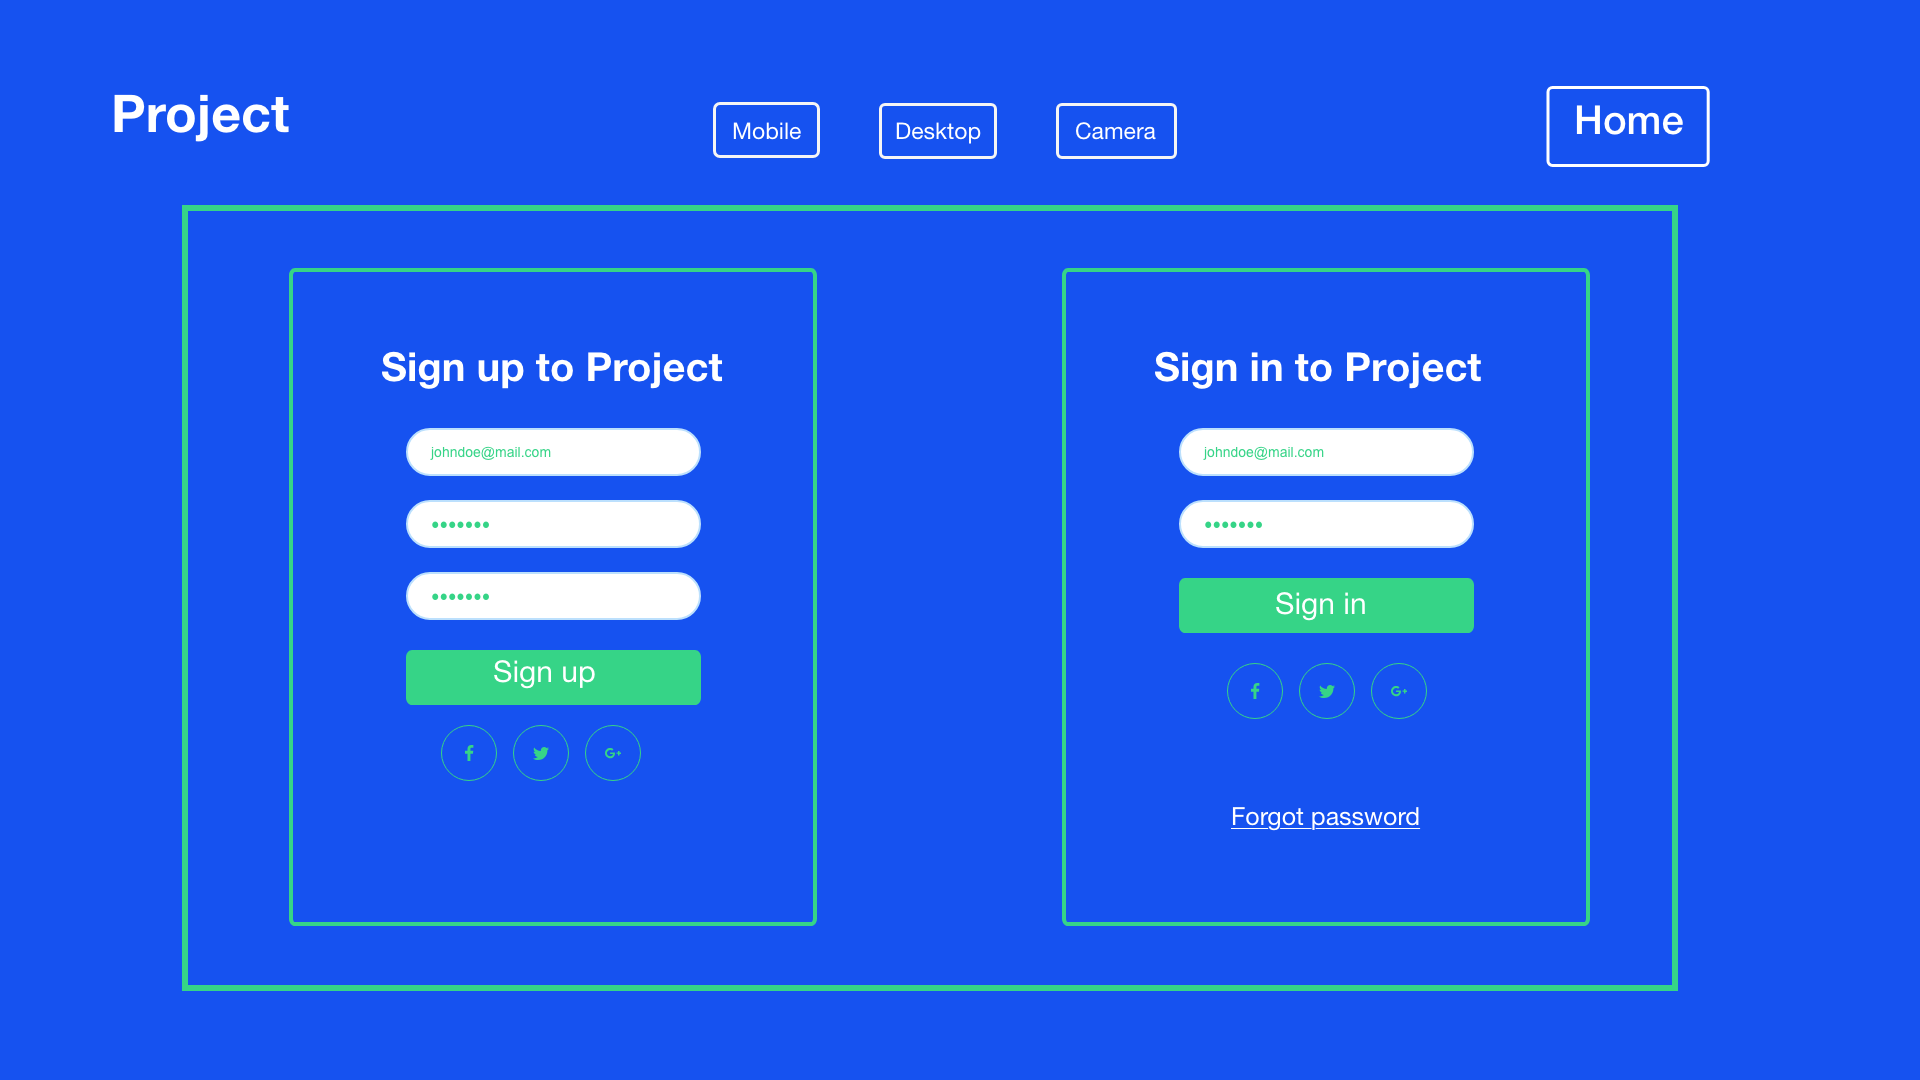 Project
Mobile
Desktop
Camera
Home
Sign up to Project
johndoe@mail.com
•••••••
•••••••
Sign up
Sign in to Project
johndoe@mail.com
•••••••
Sign in
Forgot password